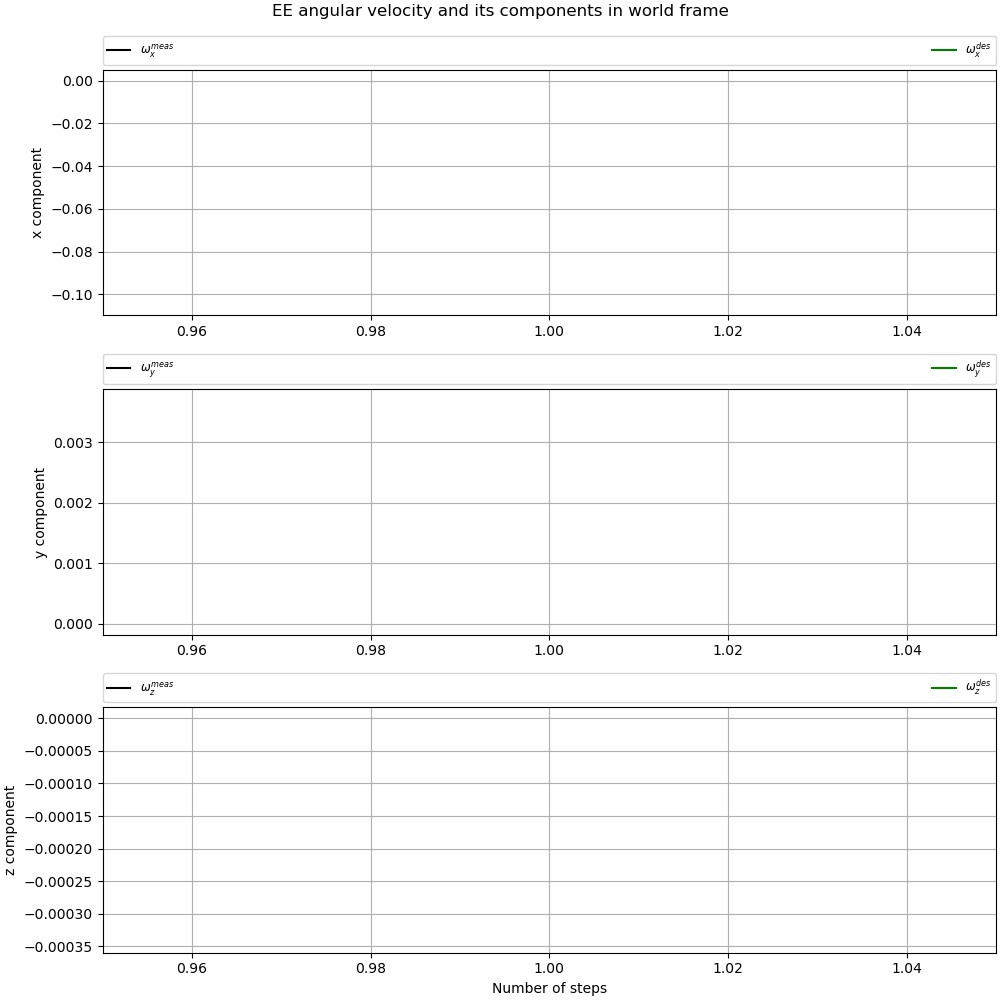 EE angular velocity and its components in world frame
ω_x^meas ω_x^des
0.00
−0.02
−0.04
−0.06
−0.08
−0.10
x component
0.96 0.98 1.00 1.02 1.04
ω_y^meas ω_y^des
0.003
0.002
0.001
0.000
y component
0.96 0.98 1.00 1.02 1.04
ω_z^meas ω_z^des
0.00000
−0.00005
−0.00010
−0.00015
−0.00020
−0.00025
−0.00030
−0.00035
z component
0.96 0.98 1.00 1.02 1.04
Number of steps